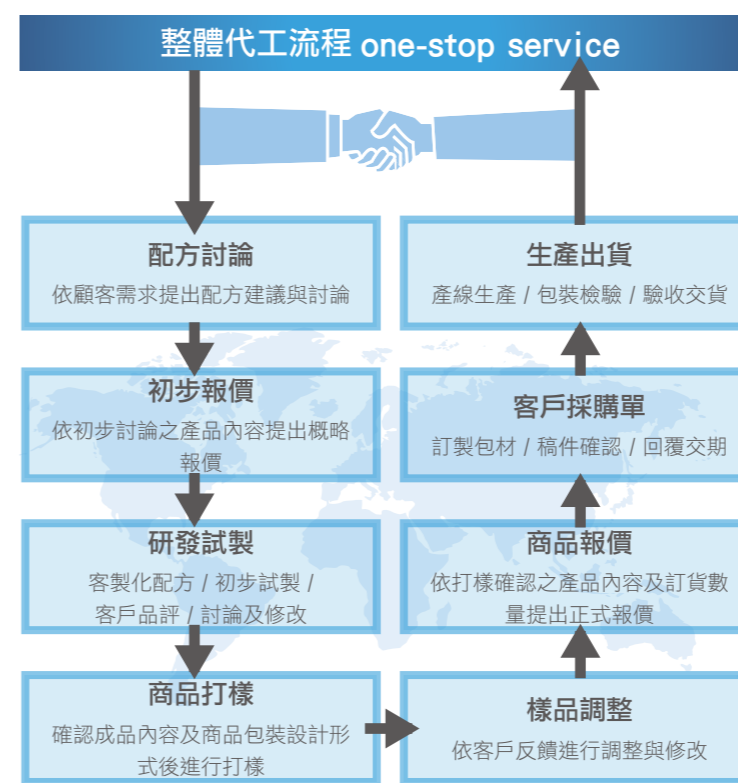 整體代工流程 one-stop service
配方討論
依顧客需求提出配方建議與討論
初步報價
依初步討論之產品內容提出概略
報價
研發試製
客製化配方 / 初步試製 /
客戶品評 / 討論及修改
商品打樣
確認成品內容及商品包裝設計形
式後進行打樣
樣品調整
依客戶反饋進行調整與修改
商品報價
依打樣確認之產品內容及訂貨數
量提出正式報價
客戶採購單
訂製包材 / 稿件確認 / 回覆交期
生產出貨
產線生產 / 包裝檢驗 / 驗收交貨